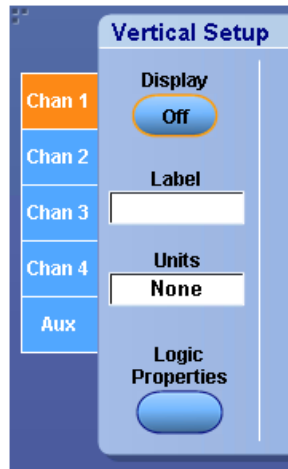 Vertical Setup
Chan 1
Chan 2
Chan 3
Chan 4
Aux
Display
Off
Label
Units
None
Logic
Properties